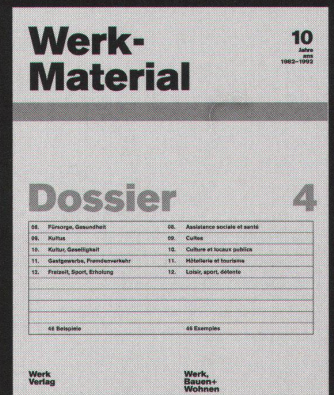 Werk-
Material
10
Jahre
ans
1982–1992
Dossier 4
08. Fürsorge, Gesundheit 08. Assistance sociale et santé
09. Kultus 09. Cultes
10. Kultur, Geselligkeit 10. Culture et locaux publics
11. Gastgewerbe, Fremdenverkehr 11. Hôtellerie et tourisme
12. Freizeit, Sport, Erholung 12. Loisir, sport, détente
48 Beispiele 48 Exemples
Werk
Verlag
Werk,
Bauen+
Wohnen